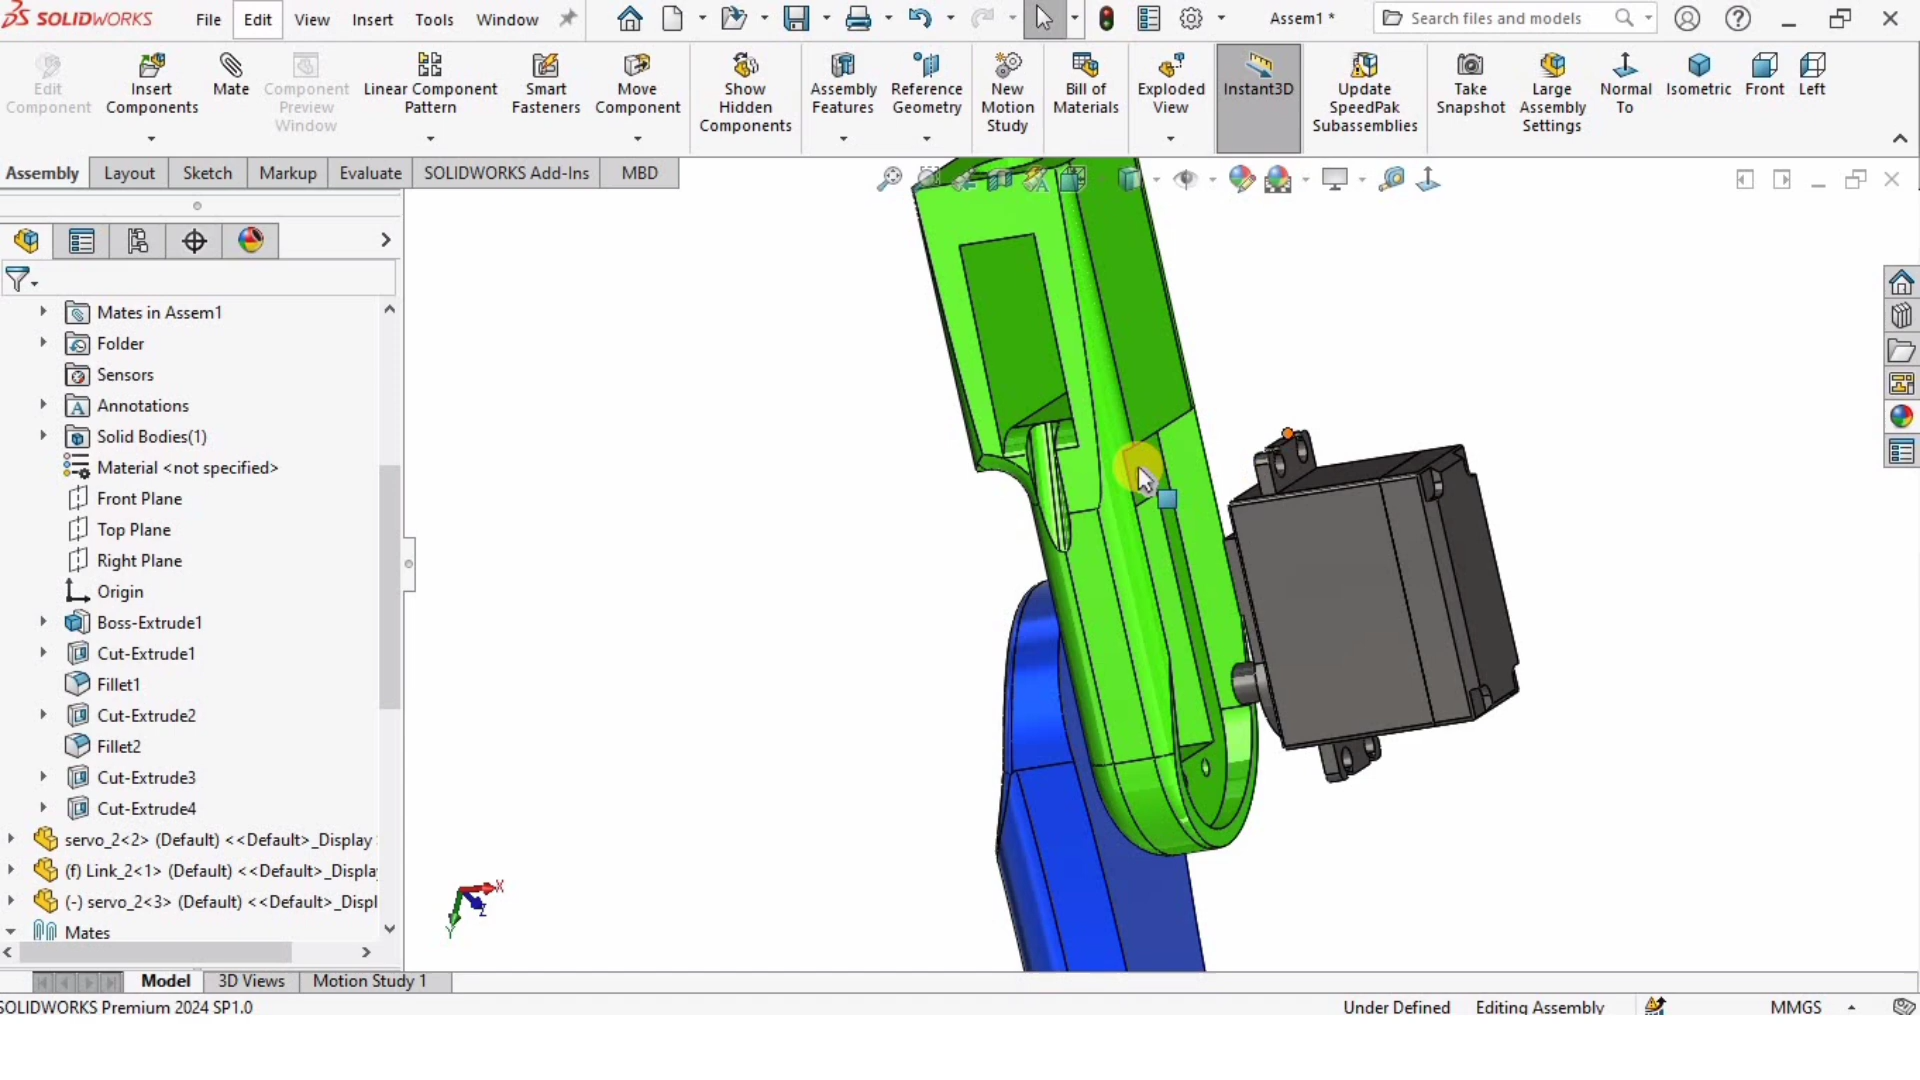 SOLIDWORKS File Edit View Insert Tools Window Assem1 * Search files and models
Edit Component
Insert Components
Mate
Component Preview Window
Linear Component Pattern
Smart Fasteners
Move Component
Show Hidden Components
Assembly Features
Reference Geometry
New Motion Study
Bill of Materials
Exploded View
Instant3D
Update SpeedPak Subassemblies
Take Snapshot
Large Assembly Settings
Normal To
Isometric
Front
Left
Assembly Layout Sketch Markup Evaluate SOLIDWORKS Add-Ins MBD
Mates in Assem1
Folder
Sensors
Annotations
Solid Bodies(1)
Material <not specified>
Front Plane
Top Plane
Right Plane
Origin
Boss-Extrude1
Cut-Extrude1
Fillet1
Cut-Extrude2
Fillet2
Cut-Extrude3
Cut-Extrude4
servo_2<2> (Default) <<Default>_Display
(f) Link_2<1> (Default) <<Default>_Displa
(-) servo_2<3> (Default) <<Default>_Displ
Mates
X
Z
Y
Model 3D Views Motion Study 1
SOLIDWORKS Premium 2024 SP1.0 Under Defined Editing Assembly MMGS